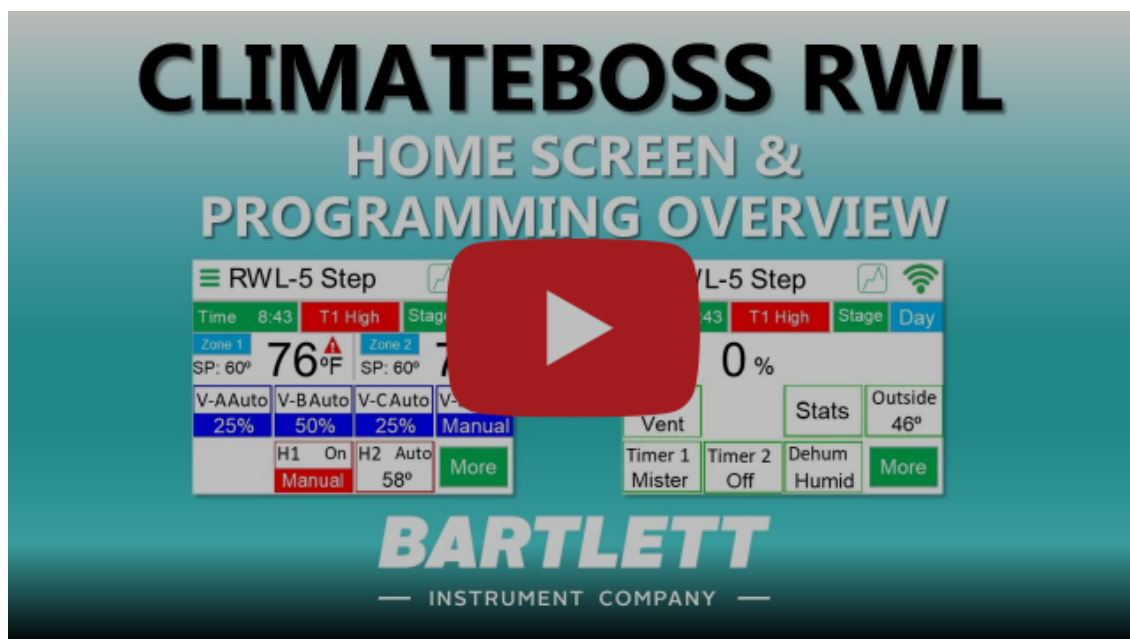 CLIMATEBOSS RWL
HOME SCREEN &
PROGRAMMING OVERVIEW
RWL-5 Step
L-5 Step
Time 8:43 T1 High
43 T1 High Stage Day
Zone 1
SP: 60º 76ºF
Zone 2
SP: 60º
0 %
V-AAuto V-BAuto V-CAuto
25% 50% 25% Manual
Vent Stats Outside
46º
H1 On H2 Auto More
Manual 58º
Timer 1 Timer 2 Dehum More
Mister Off Humid
BARTLETT
INSTRUMENT COMPANY